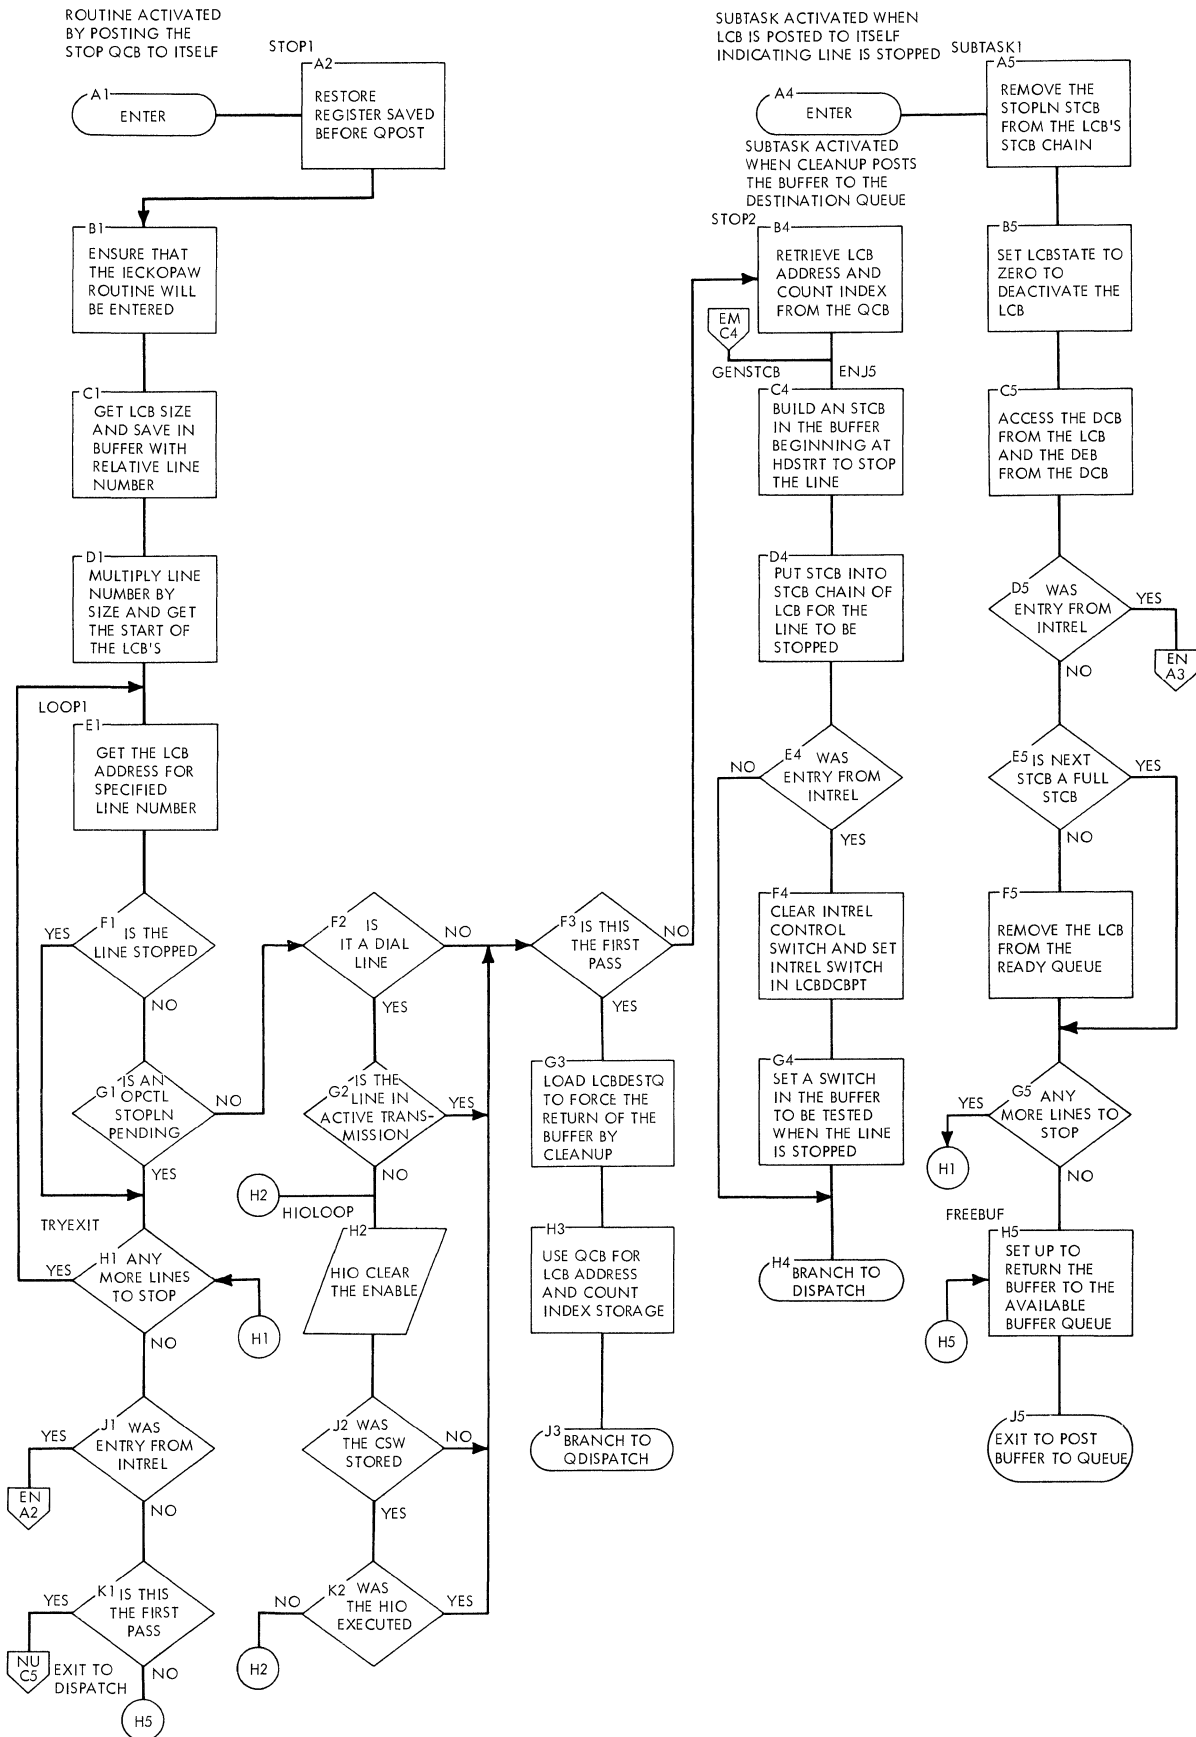 ROUTINE ACTIVATED
BY POSTING THE
STOP QCB TO ITSELF
STOP1
A1
ENTER
A2
RESTORE
REGISTER SAVED
BEFORE QPOST
B1
ENSURE THAT
THE IECKOPAW
ROUTINE WILL
BE ENTERED
C1
GET LCB SIZE
AND SAVE IN
BUFFER WITH
RELATIVE LINE
NUMBER
D1
MULTIPLY LINE
NUMBER BY
SIZE AND GET
THE START OF
THE LCB'S
LOOP1
E1
GET THE LCB
ADDRESS FOR
SPECIFIED
LINE NUMBER
F1
IS THE
LINE STOPPED
YES
NO
G1
IS AN
OPCTL
STOPLN
PENDING
NO
YES
TRYEXIT
H1
ANY
MORE LINES
TO STOP
YES
NO
H1
J1
WAS
ENTRY FROM
INTREL
YES
NO
EN
A2
K1
IS THIS
THE FIRST
PASS
YES
NO
NU
C5
EXIT TO
DISPATCH
H5
F2
IS
IT A DIAL
LINE
NO
YES
G2
IS THE
LINE IN
ACTIVE TRANS-
MISSION
YES
NO
H2
HIOLOOP
H2
HIO CLEAR
THE ENABLE
J2
WAS
THE CSW
STORED
NO
YES
K2
WAS
THE HIO
EXECUTED
NO
YES
H2
F3
IS THIS
THE FIRST
PASS
NO
YES
G3
LOAD LCBDESTQ
TO FORCE THE
RETURN OF THE
BUFFER BY
CLEANUP
H3
USE QCB FOR
LCB ADDRESS
AND COUNT
INDEX STORAGE
J3
BRANCH TO
QDISPATCH
SUBTASK ACTIVATED WHEN
LCB IS POSTED TO ITSELF
INDICATING LINE IS STOPPED
SUBTASK1
A4
ENTER
SUBTASK ACTIVATED
WHEN CLEANUP POSTS
THE BUFFER TO THE
DESTINATION QUEUE
STOP2
B4
RETRIEVE LCB
ADDRESS AND
COUNT INDEX
FROM THE QCB
EM
C4
GENSTCB
ENJ5
C4
BUILD AN STCB
IN THE BUFFER
BEGINNING AT
HDSTRT TO STOP
THE LINE
D4
PUT STCB INTO
STCB CHAIN OF
LCB FOR THE
LINE TO BE
STOPPED
E4
WAS
ENTRY FROM
INTREL
NO
YES
F4
CLEAR INTREL
CONTROL
SWITCH AND SET
INTREL SWITCH
IN LCBDCBPT
G4
SET A SWITCH
IN THE BUFFER
TO BE TESTED
WHEN THE LINE
IS STOPPED
H4
BRANCH TO
DISPATCH
A5
REMOVE THE
STOPLN STCB
FROM THE LCB'S
STCB CHAIN
B5
SET LCBSTATE TO
ZERO TO
DEACTIVATE THE
LCB
C5
ACCESS THE DCB
FROM THE LCB
AND THE DEB
FROM THE DCB
D5
WAS
ENTRY FROM
INTREL
YES
NO
EN
A3
E5
IS NEXT
STCB A FULL
STCB
YES
NO
F5
REMOVE THE LCB
FROM THE
READY QUEUE
G5
ANY
MORE LINES TO
STOP
YES
NO
H1
FREEBUF
H5
SET UP TO
RETURN THE
BUFFER TO THE
AVAILABLE
BUFFER QUEUE
H5
J5
EXIT TO POST
BUFFER TO QUEUE